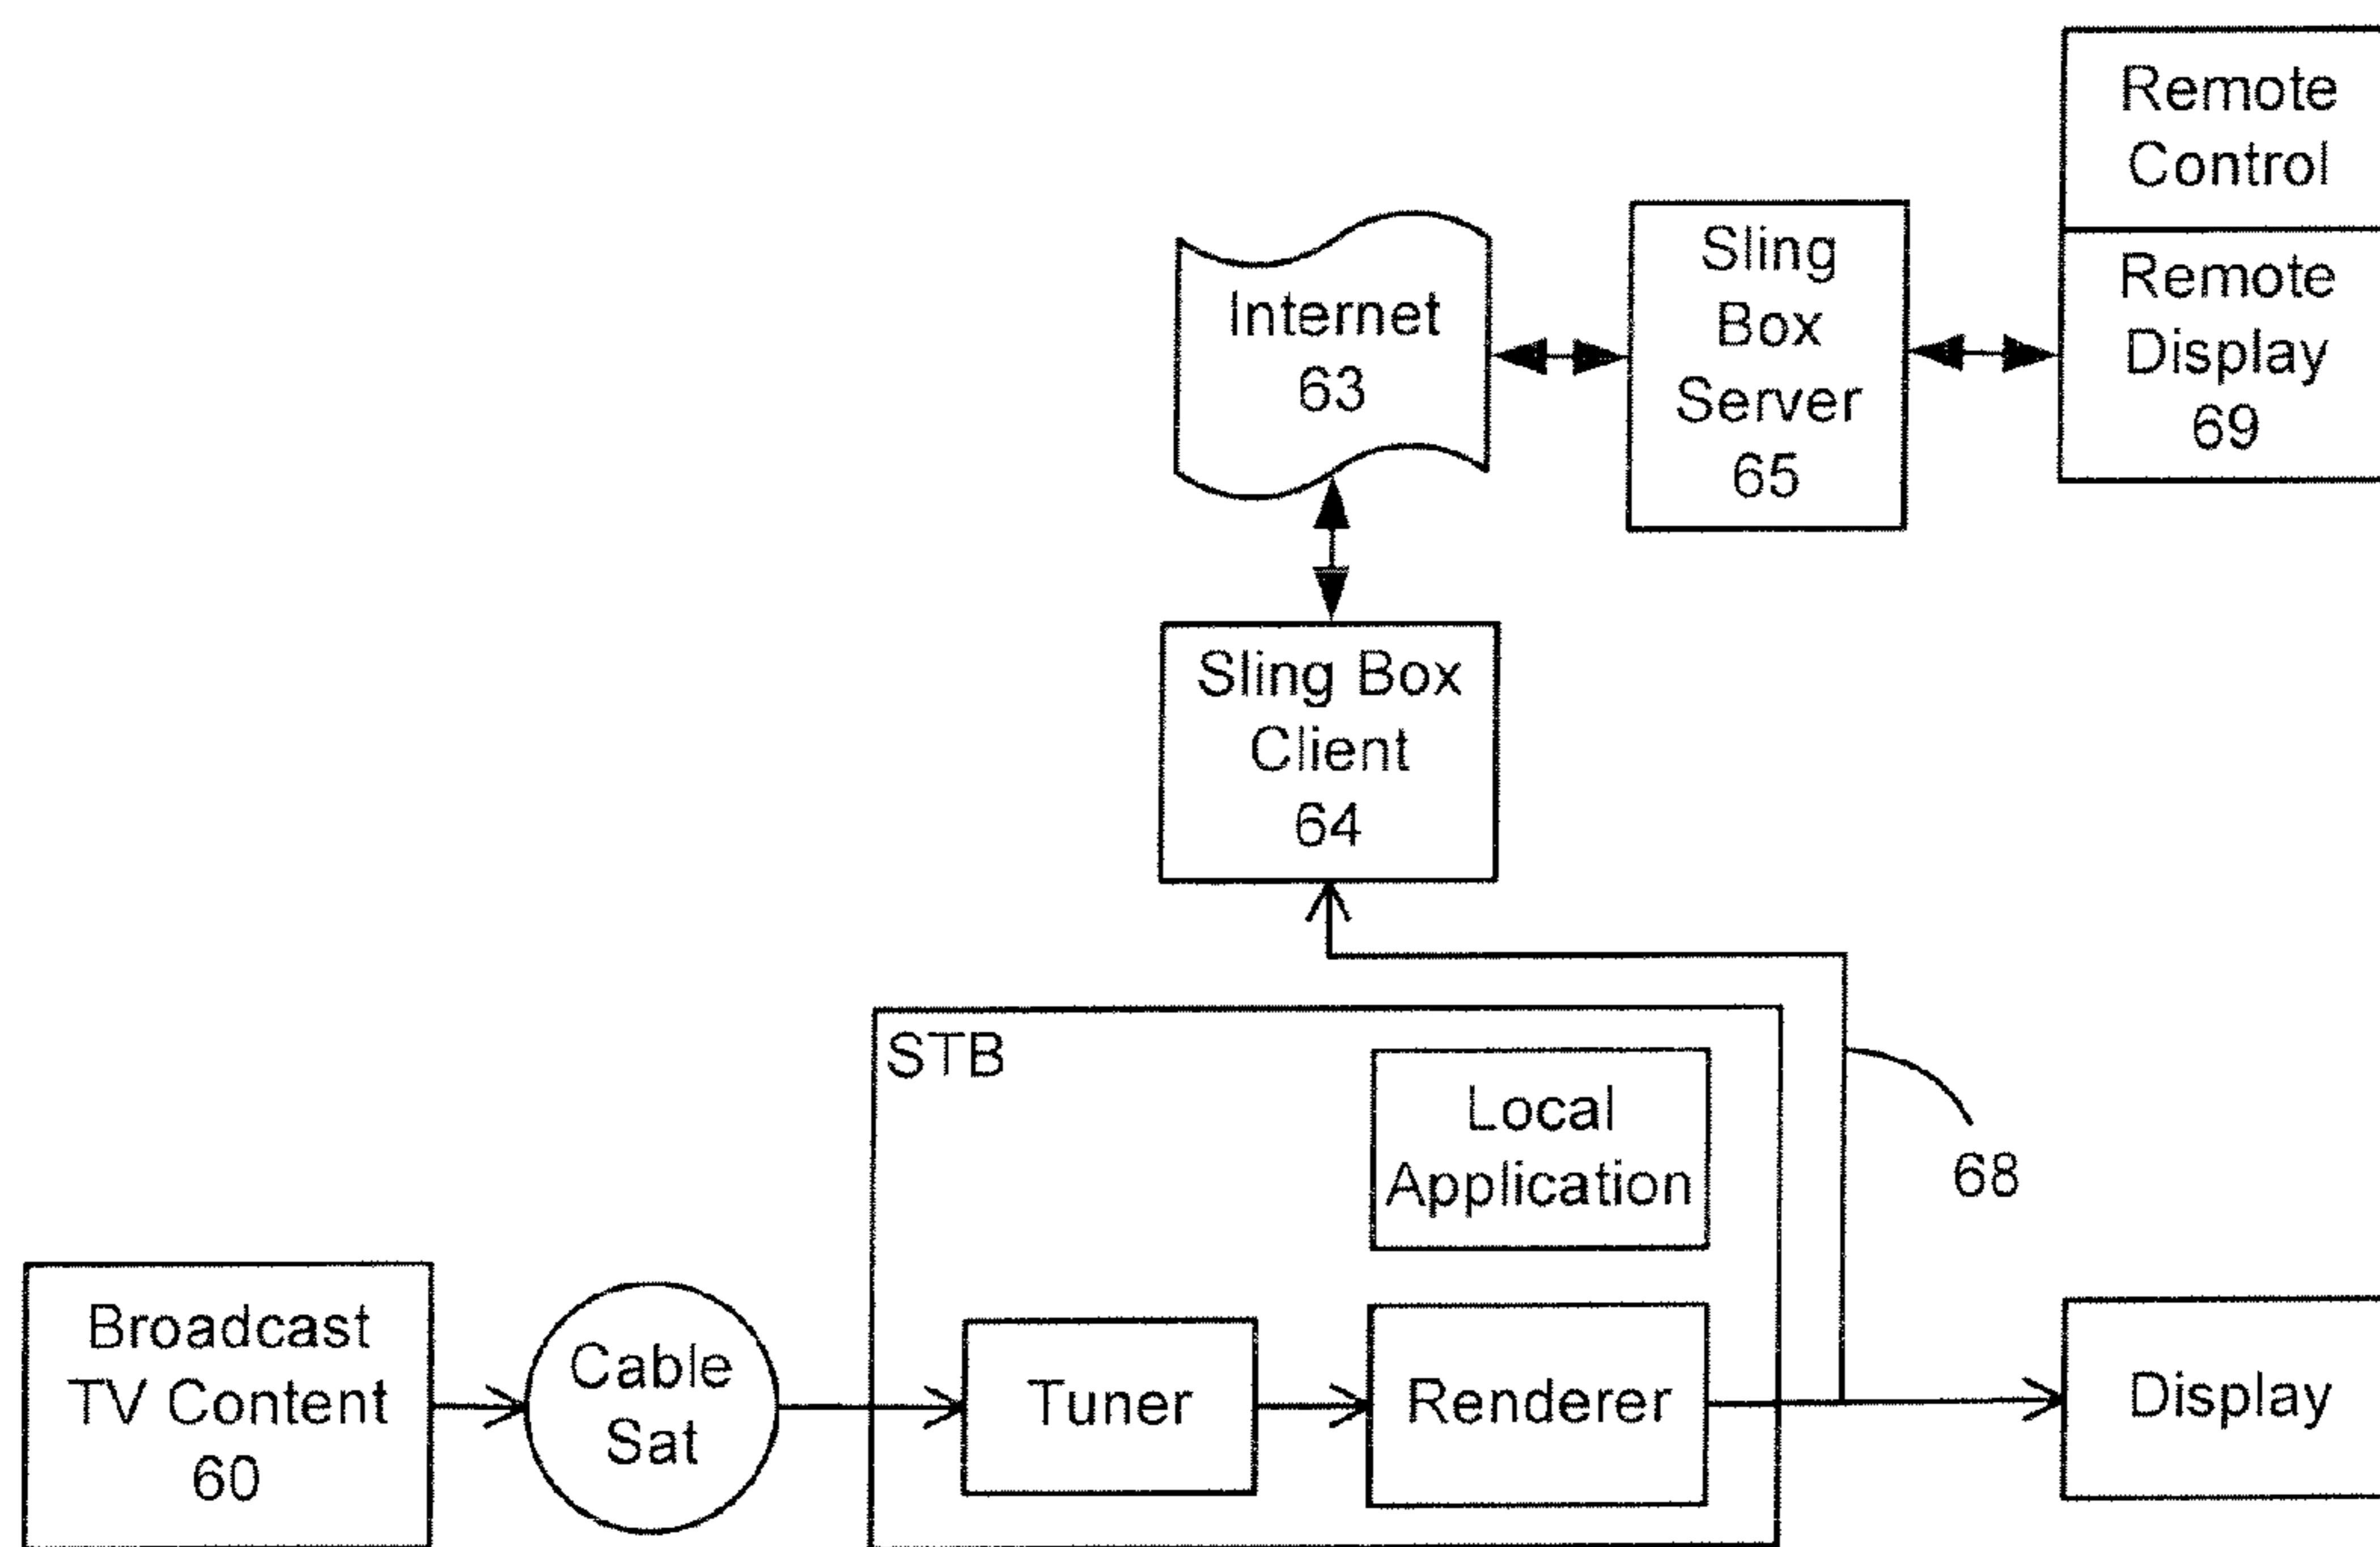 Remote
Control
Remote
Display
69
Internet
63
Sling
Box
Server
65
Sling Box
Client
64
STB
Local
Application
68
Broadcast
TV Content
60
Cable
Sat
Tuner
Renderer
Display